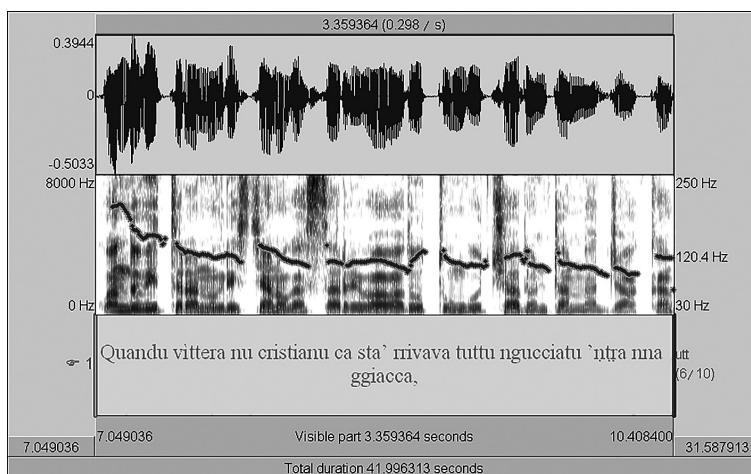 3.359364 (0.298 / s)
0.3944
0
-0.5033
8000 Hz
250 Hz
120.4 Hz
0 Hz
30 Hz
☞ 1
Quandu vìttera nu cristianu ca sta’ rrivava tuttu ngucciatu ’nṭṛa nna
ggiacca,
utt
(6/10)
7.049036
Visible part 3.359364 seconds
10.408400
7.049036
31.587913
Total duration 41.996313 seconds